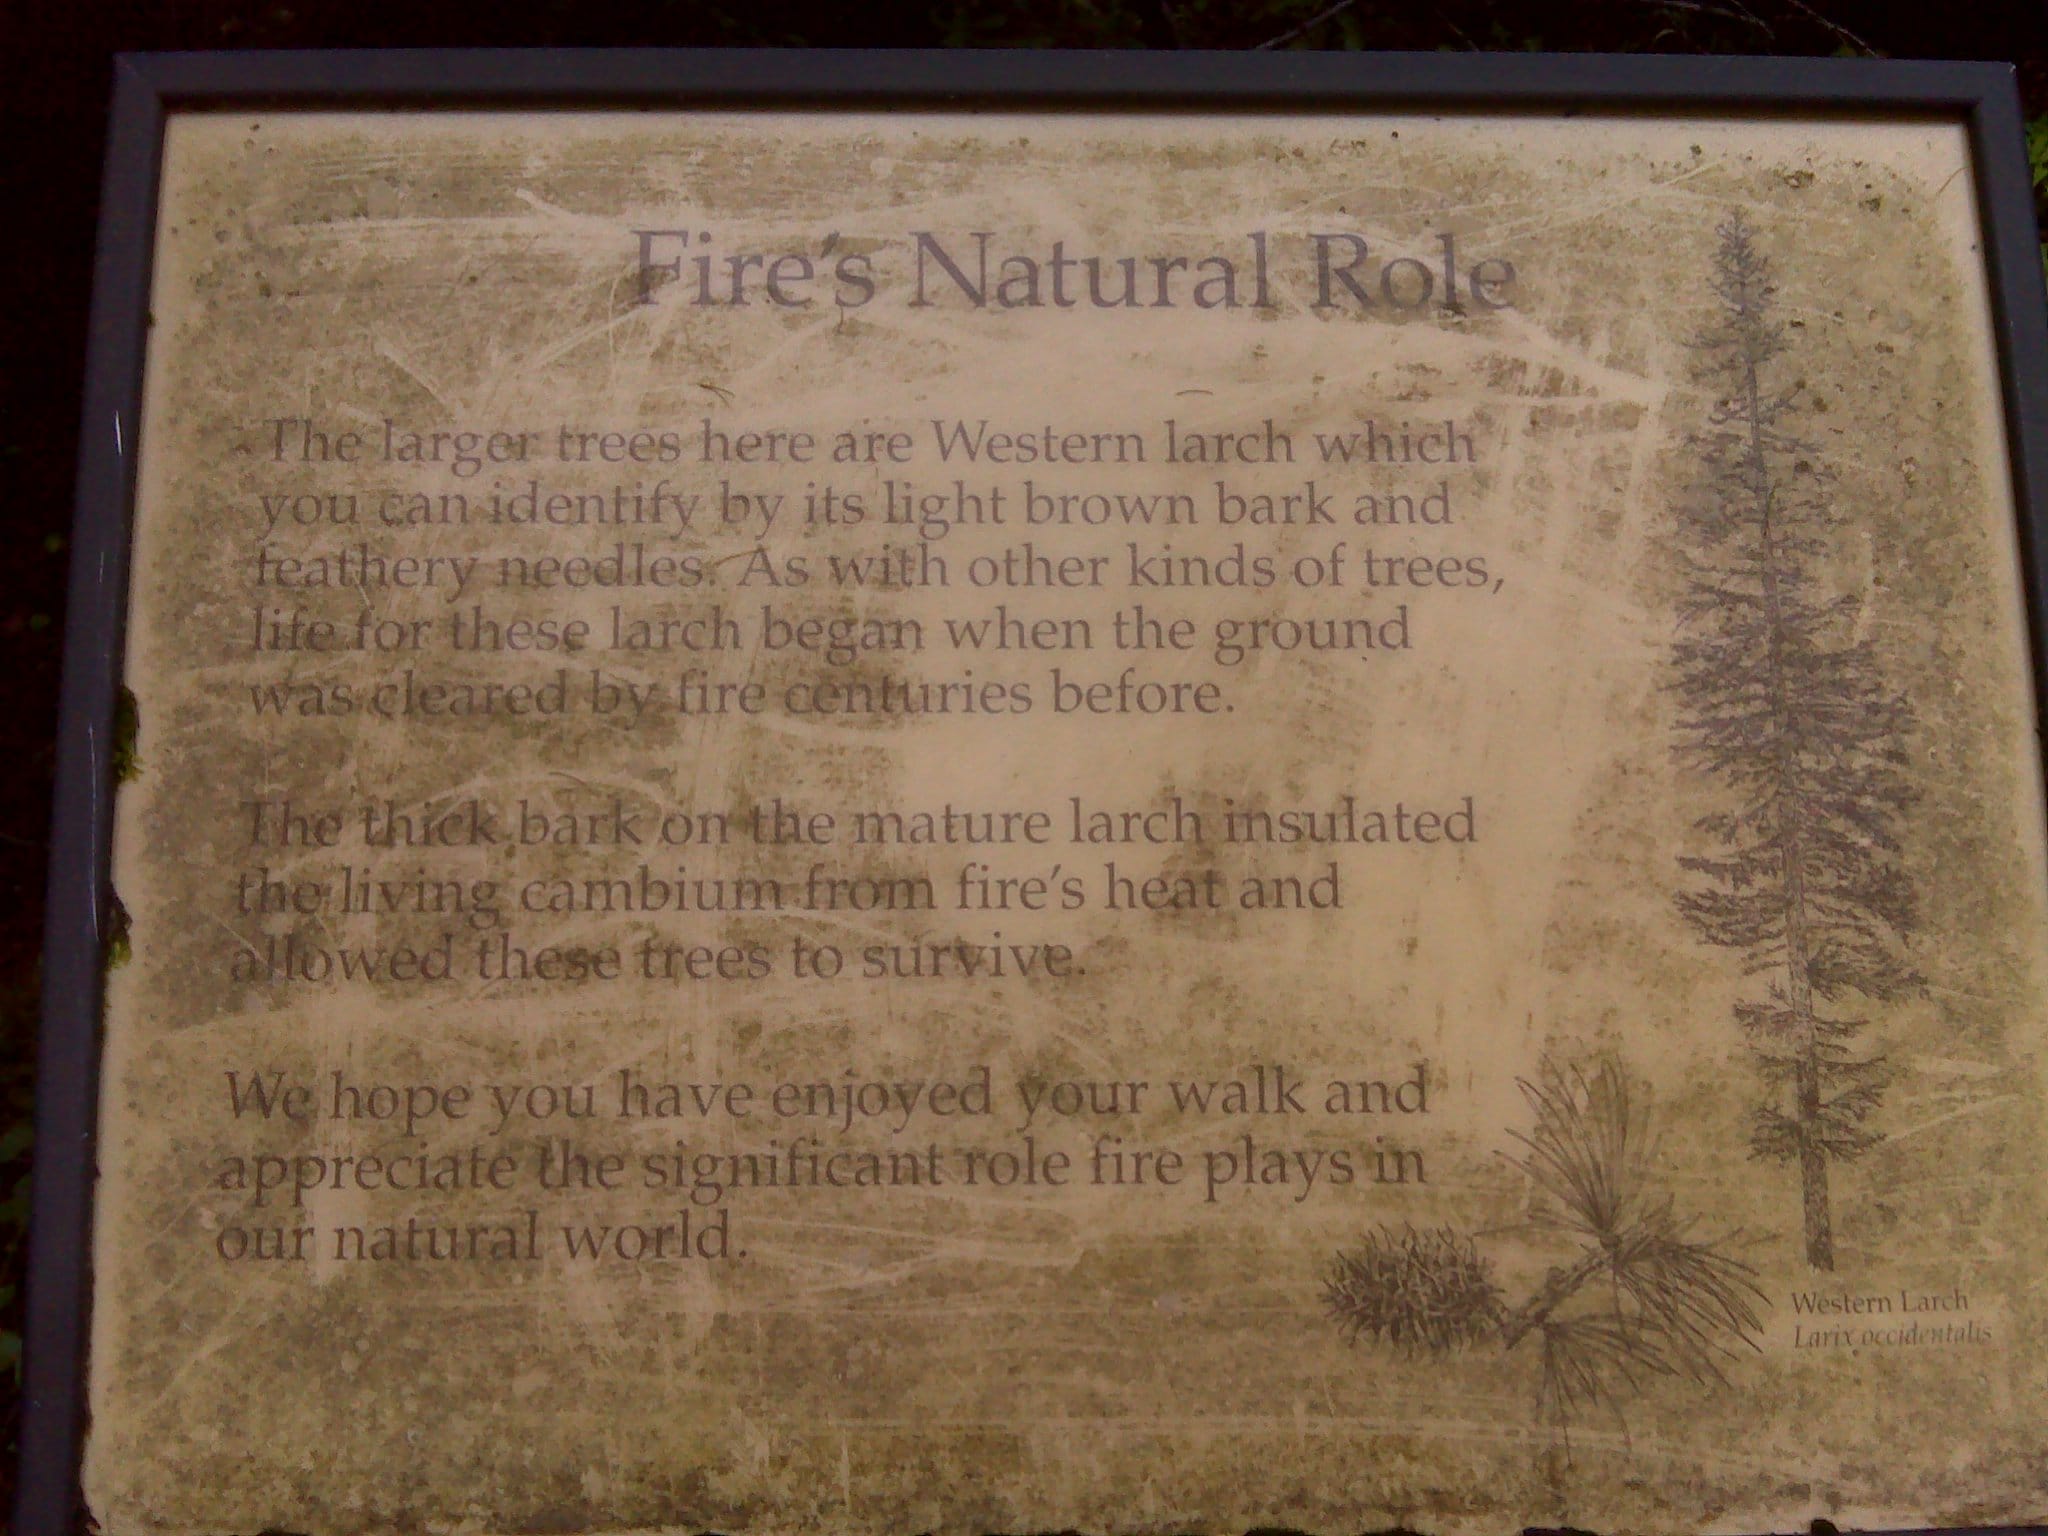 Fire's Natural Role
The larger trees here are Western larch which
you can identify by its light brown bark and
feathery needles. As with other kinds of trees,
life for these larch began when the ground
was cleared by fire centuries before.
The thick bark on the mature larch insulated
the living cambium from fire's heat and
allowed these trees to survive.
We hope you have enjoyed your walk and
appreciate the significant role fire plays in
our natural world.
Western Larch
Larix occidentalis